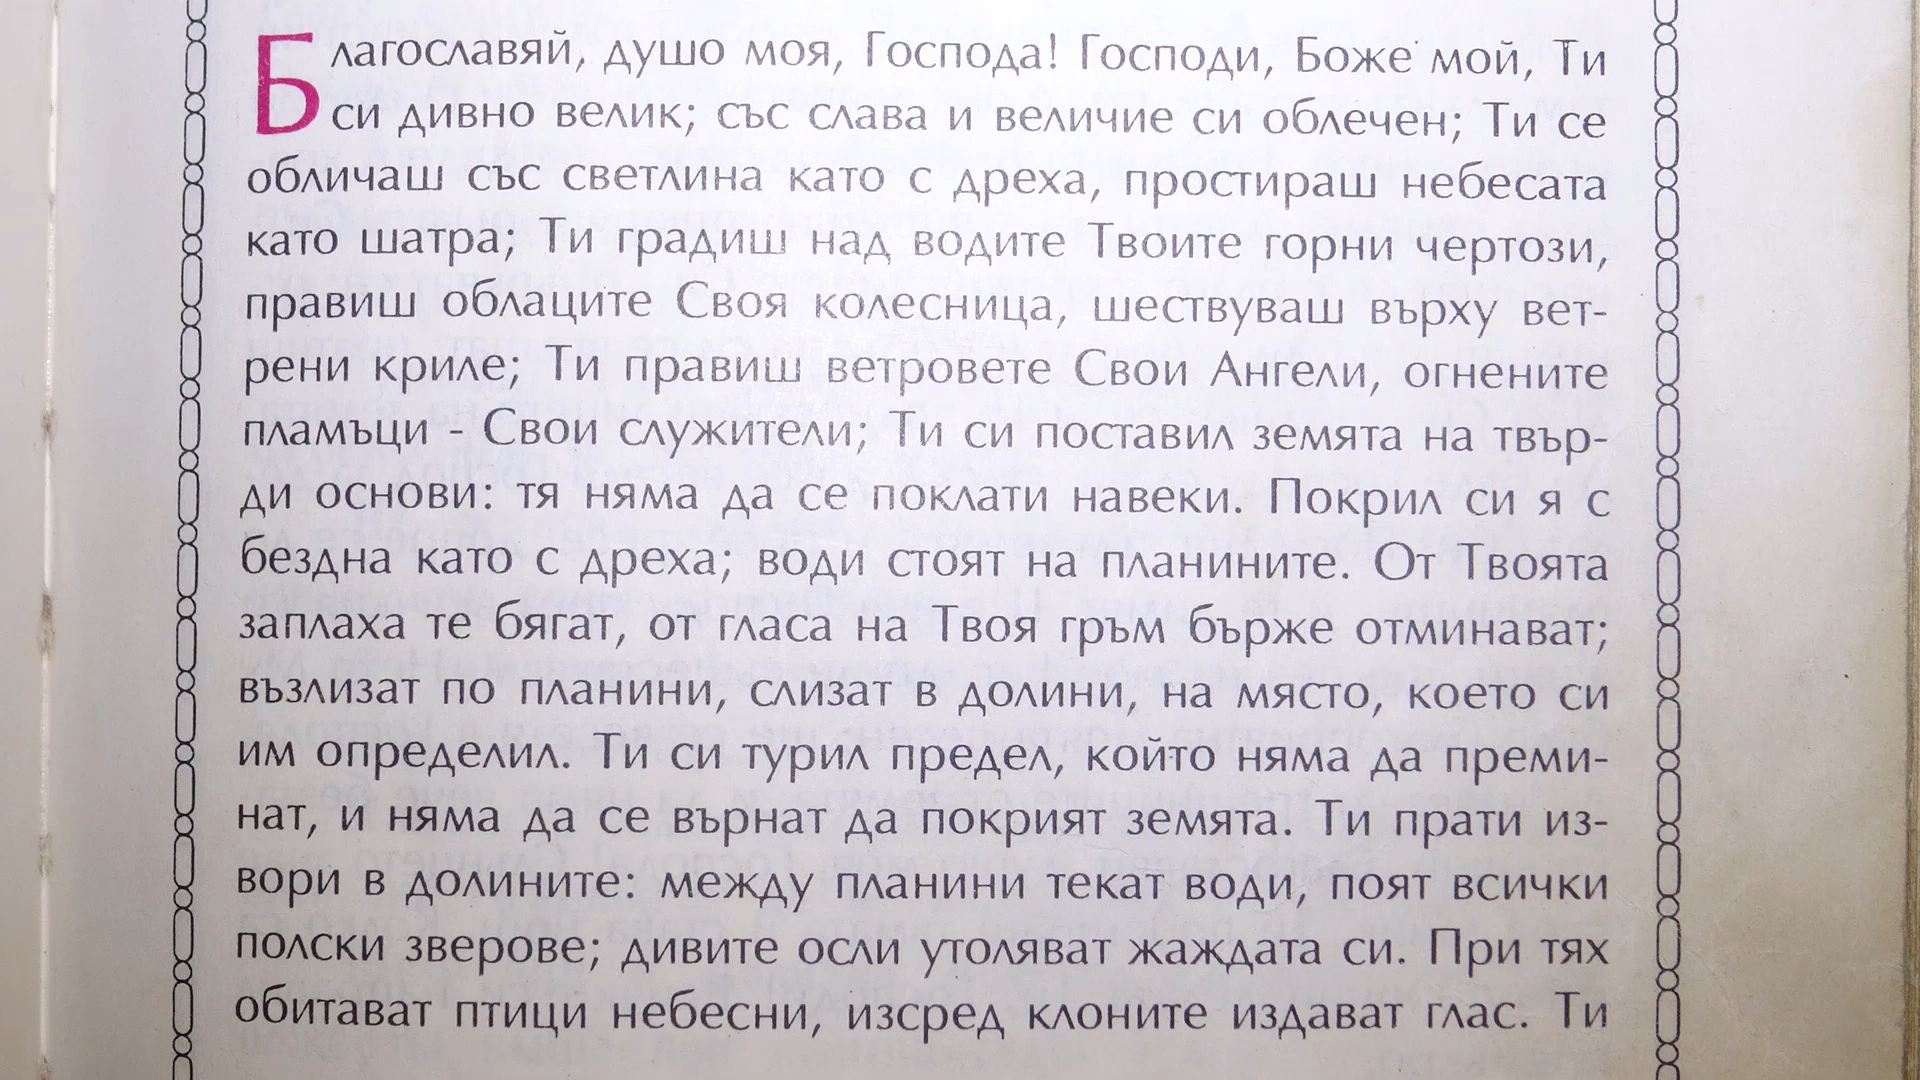 Благославяй, душо моя, Господа! Господи, Боже мой, Ти
си дивно велик; със слава и величие си облечен; Ти се
обличаш със светлина като с дреха, простираш небесата
като шатра; Ти градиш над водите Твоите горни чертози,
правиш облаците Своя колесница, шествуваш върху вет-
рени криле; Ти правиш ветровете Свои Ангели, огнените
пламъци - Свои служители; Ти си поставил земята на твър-
ди основи: тя няма да се поклати навеки. Покрил си я с
бездна като с дреха; води стоят на планините. От Твоята
заплаха те бягат, от гласа на Твоя гръм бърже отминават;
възлизат по планини, слизат в долини, на място, което си
им определил. Ти си турил предел, който няма да преми-
нат, и няма да се върнат да покрият земята. Ти прати из-
вори в долините: между планини текат води, поят всички
полски зверове; дивите осли утоляват жаждата си. При тях
обитават птици небесни, изсред клоните издават глас. Ти